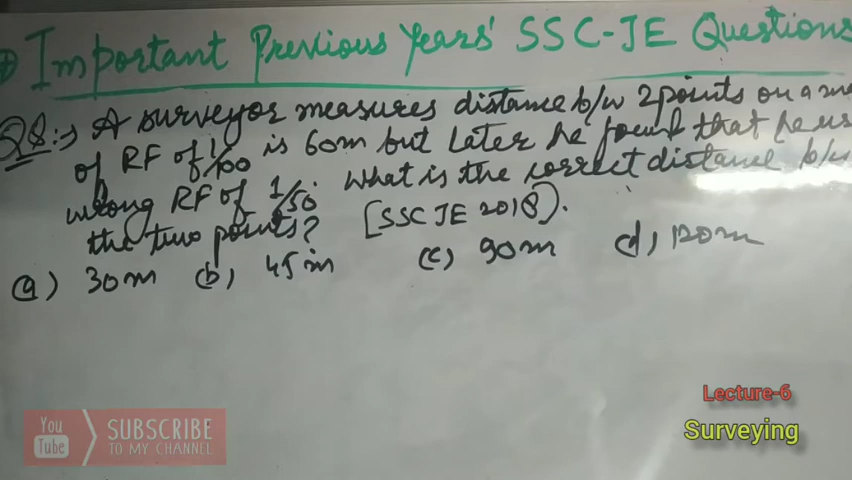 Important Previous Years' SSC-JE Questions
Q8:→ A surveyor measures distance b/w 2 points on a
of RF of 1/100 is 60m but later he found that he us
wrong RF of 1/50. What is the correct distance b/w
the two points? [SSC JE 2018].
(a) 30m (b), 45m (c) 90m d), 120m
Lecture-6
Surveying
You Tube SUBSCRIBE
TO MY CHANNEL